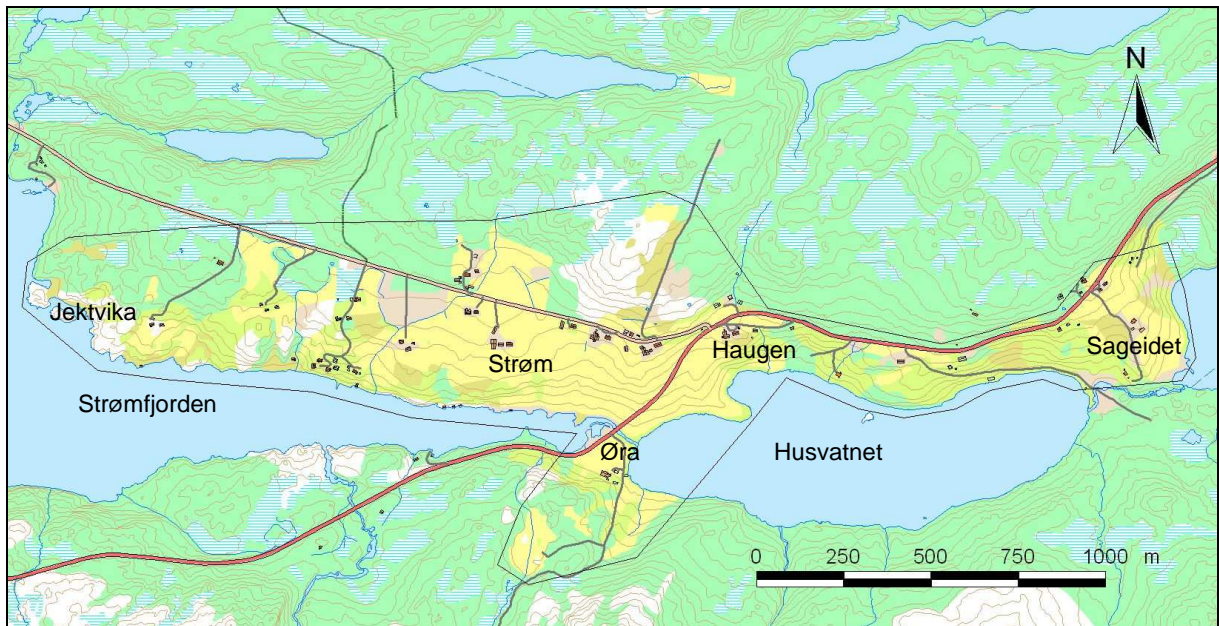 N
Jektvika
Strøm
Haugen
Sageidet
Strømfjorden
Øra
Husvatnet
0 250 500 750 1000 m